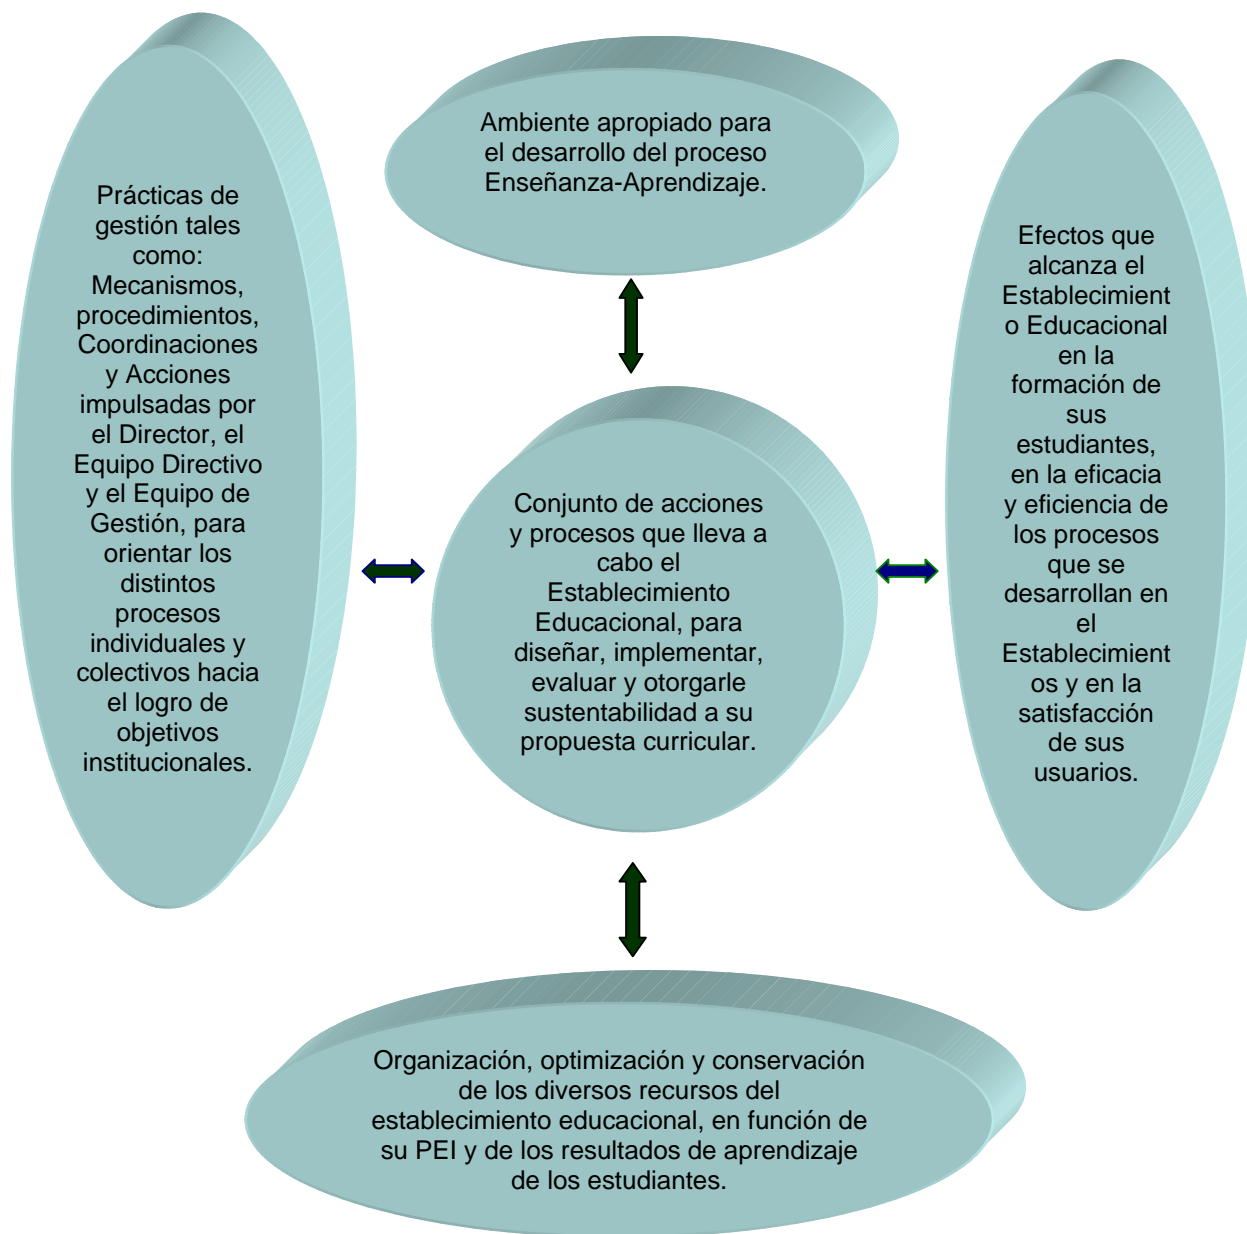 Ambiente apropiado para
el desarrollo del proceso
Enseñanza-Aprendizaje.
Prácticas de
gestión tales
como:
Mecanismos,
procedimientos,
Coordinaciones
y Acciones
impulsadas por
el Director, el
Equipo Directivo
y el Equipo de
Gestión, para
orientar los
distintos
procesos
individuales y
colectivos hacia
el logro de
objetivos
institucionales.
Conjunto de acciones
y procesos que lleva a
cabo el
Establecimiento
Educacional, para
diseñar, implementar,
evaluar y otorgarle
sustentabilidad a su
propuesta curricular.
Efectos que
alcanza el
Establecimient
o Educacional
en la
formación de
sus
estudiantes,
en la eficacia
y eficiencia de
los procesos
que se
desarrollan en
el
Establecimient
os y en la
satisfacción
de sus
usuarios.
Organización, optimización y conservación
de los diversos recursos del
establecimiento educacional, en función de
su PEI y de los resultados de aprendizaje
de los estudiantes.